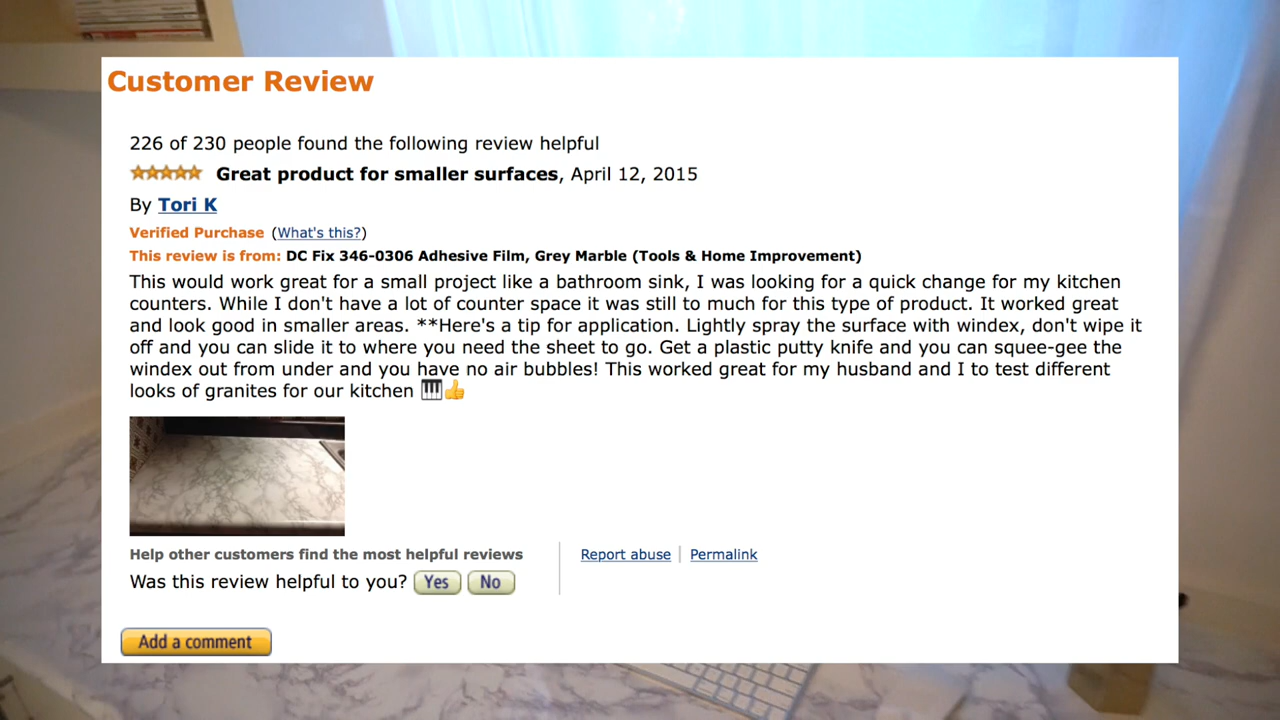 Customer Review
226 of 230 people found the following review helpful
Great product for smaller surfaces, April 12, 2015
By Tori K
Verified Purchase (What's this?)
This review is from: DC Fix 346-0306 Adhesive Film, Grey Marble (Tools & Home Improvement)
This would work great for a small project like a bathroom sink, I was looking for a quick change for my kitchen
counters. While I don't have a lot of counter space it was still to much for this type of product. It worked great
and look good in smaller areas. **Here's a tip for application. Lightly spray the surface with windex, don't wipe it
off and you can slide it to where you need the sheet to go. Get a plastic putty knife and you can squee-gee the
windex out from under and you have no air bubbles! This worked great for my husband and I to test different
looks of granites for our kitchen 🎹👍
Help other customers find the most helpful reviews
Was this review helpful to you? Yes No
Report abuse | Permalink
Add a comment